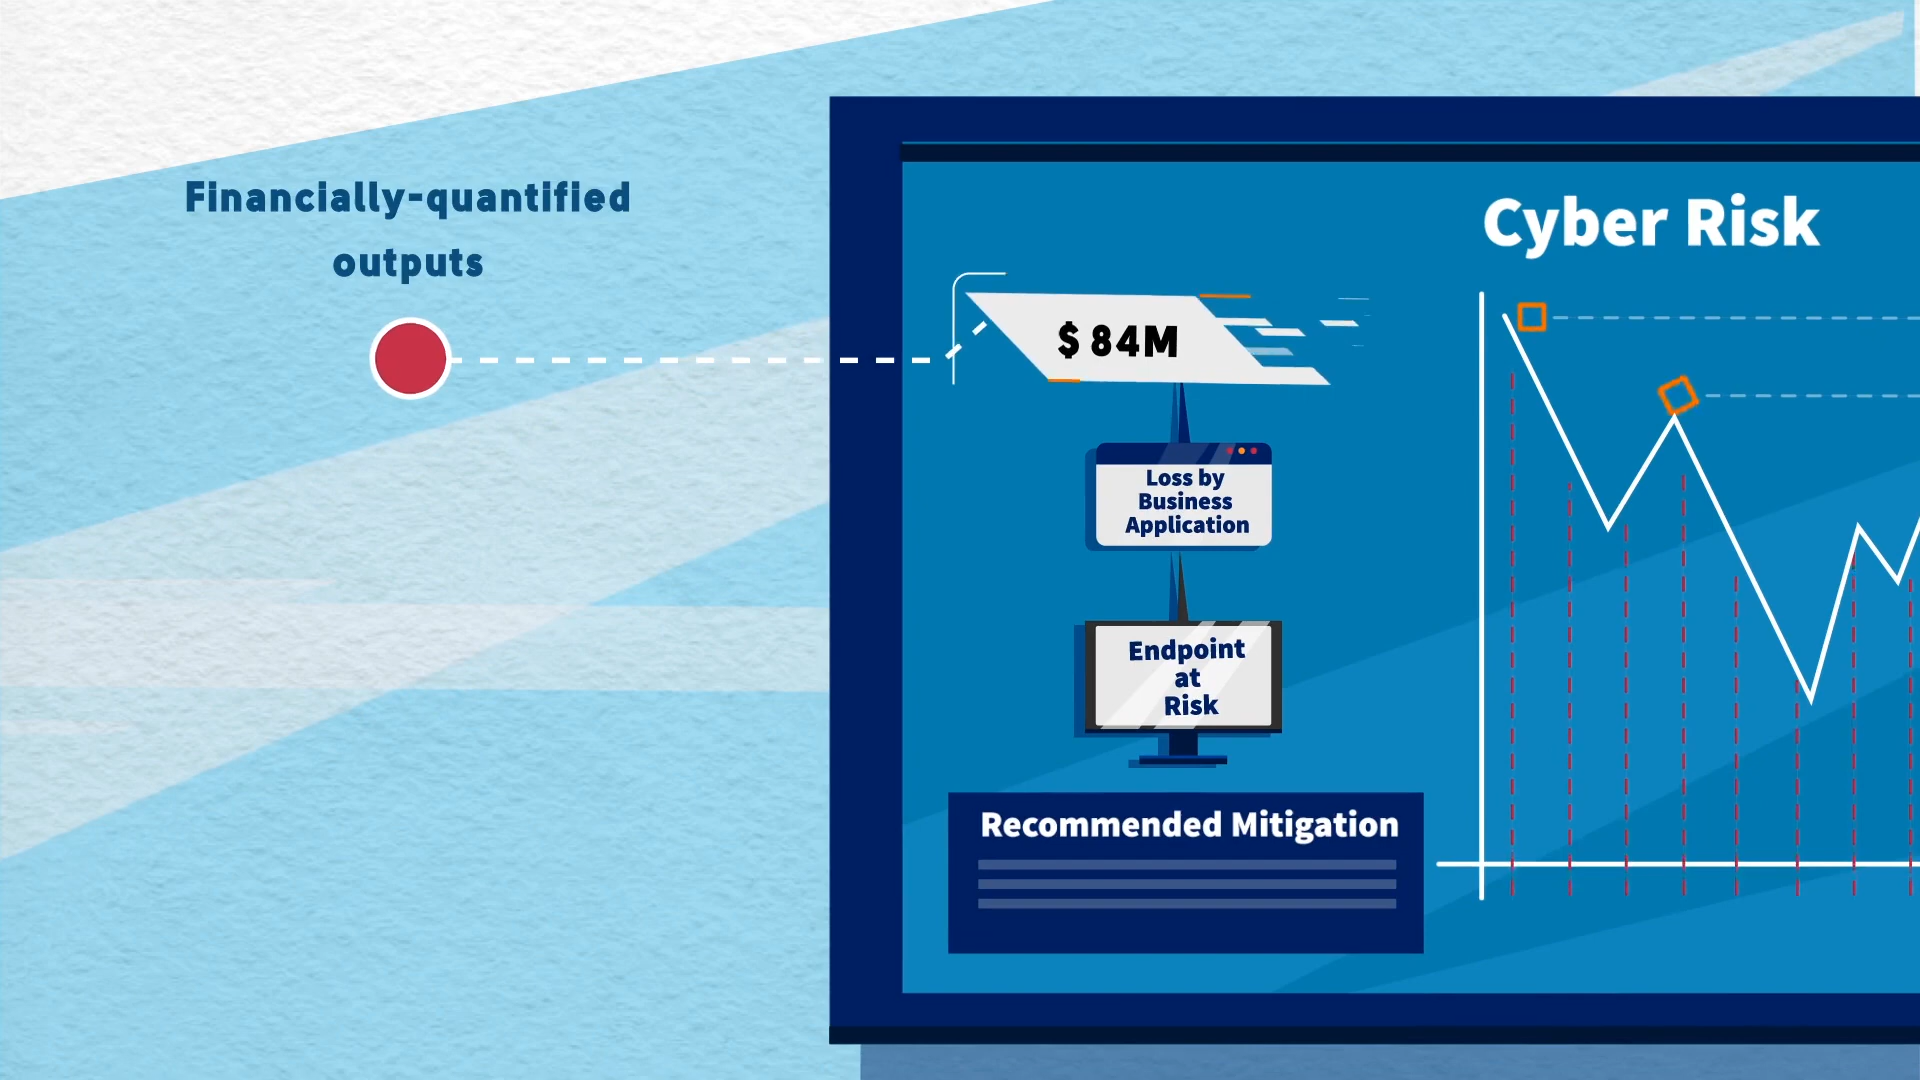 Financially-quantified
outputs
Cyber Risk
$ 84M
Loss by
Business
Application
Endpoint
at
Risk
Recommended Mitigation